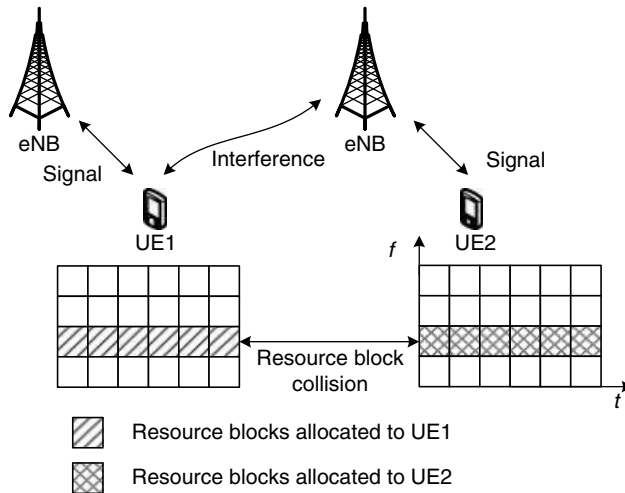 eNB
eNB
Signal
Interference
Signal
UE1
UE2
f
Resource block
collision
t
Resource blocks allocated to UE1
Resource blocks allocated to UE2